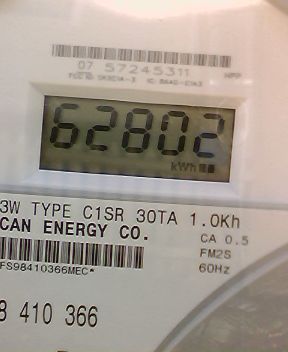 07 57245311
62802
kWh
3W TYPE C1SR 30TA 1.0Kh
CAN ENERGY CO.
CA 0.5
FM2S
FS98410366MEC*
60Hz
8 410 366